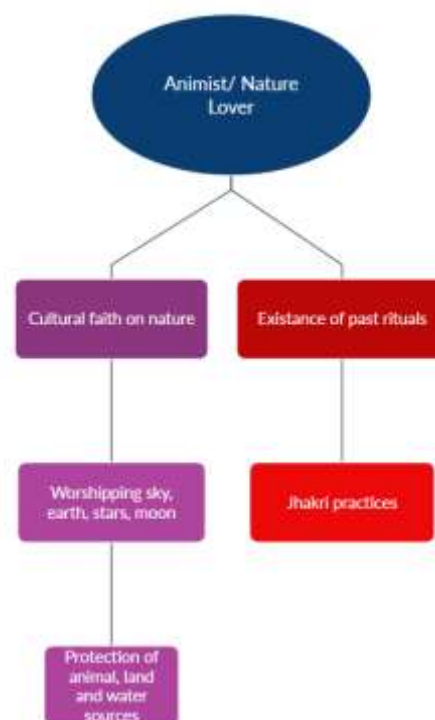 Animist/ Nature
Lover
Cultural faith on nature
Existance of past rituals
Worshipping sky,
earth, stars, moon
Jhakri practices
Protection of
animal, land
and water
sources